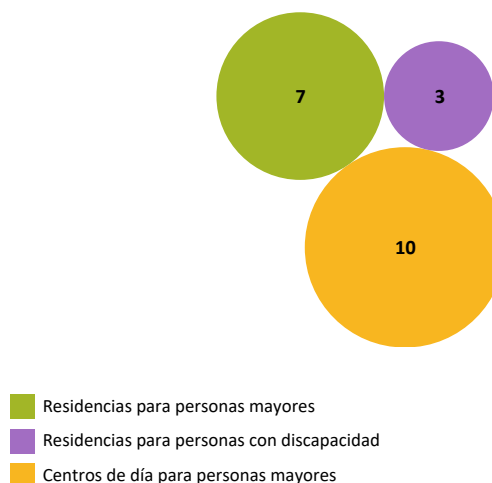 7
3
10
Residencias para personas mayores
Residencias para personas con discapacidad
Centros de día para personas mayores